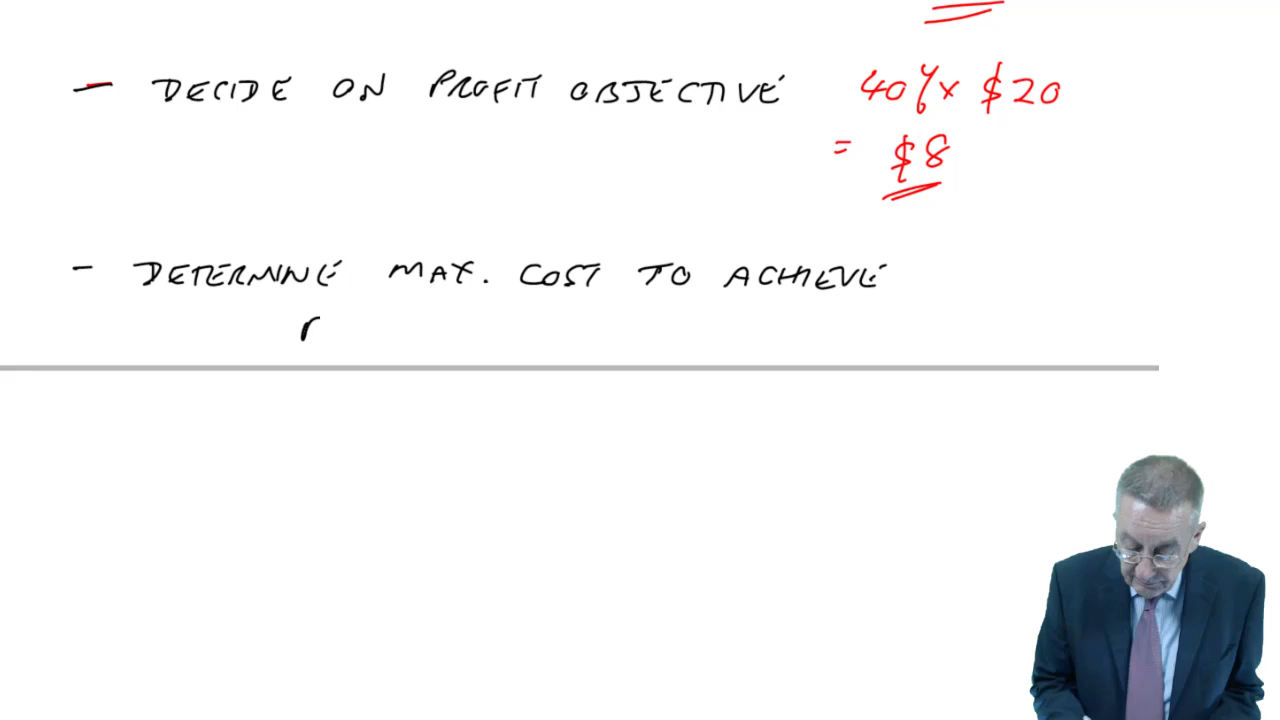 - DECIDE ON PROFIT OBJECTIVE 40% x $20
= $8
- DETERMINE MAX. COST TO ACHIEVE